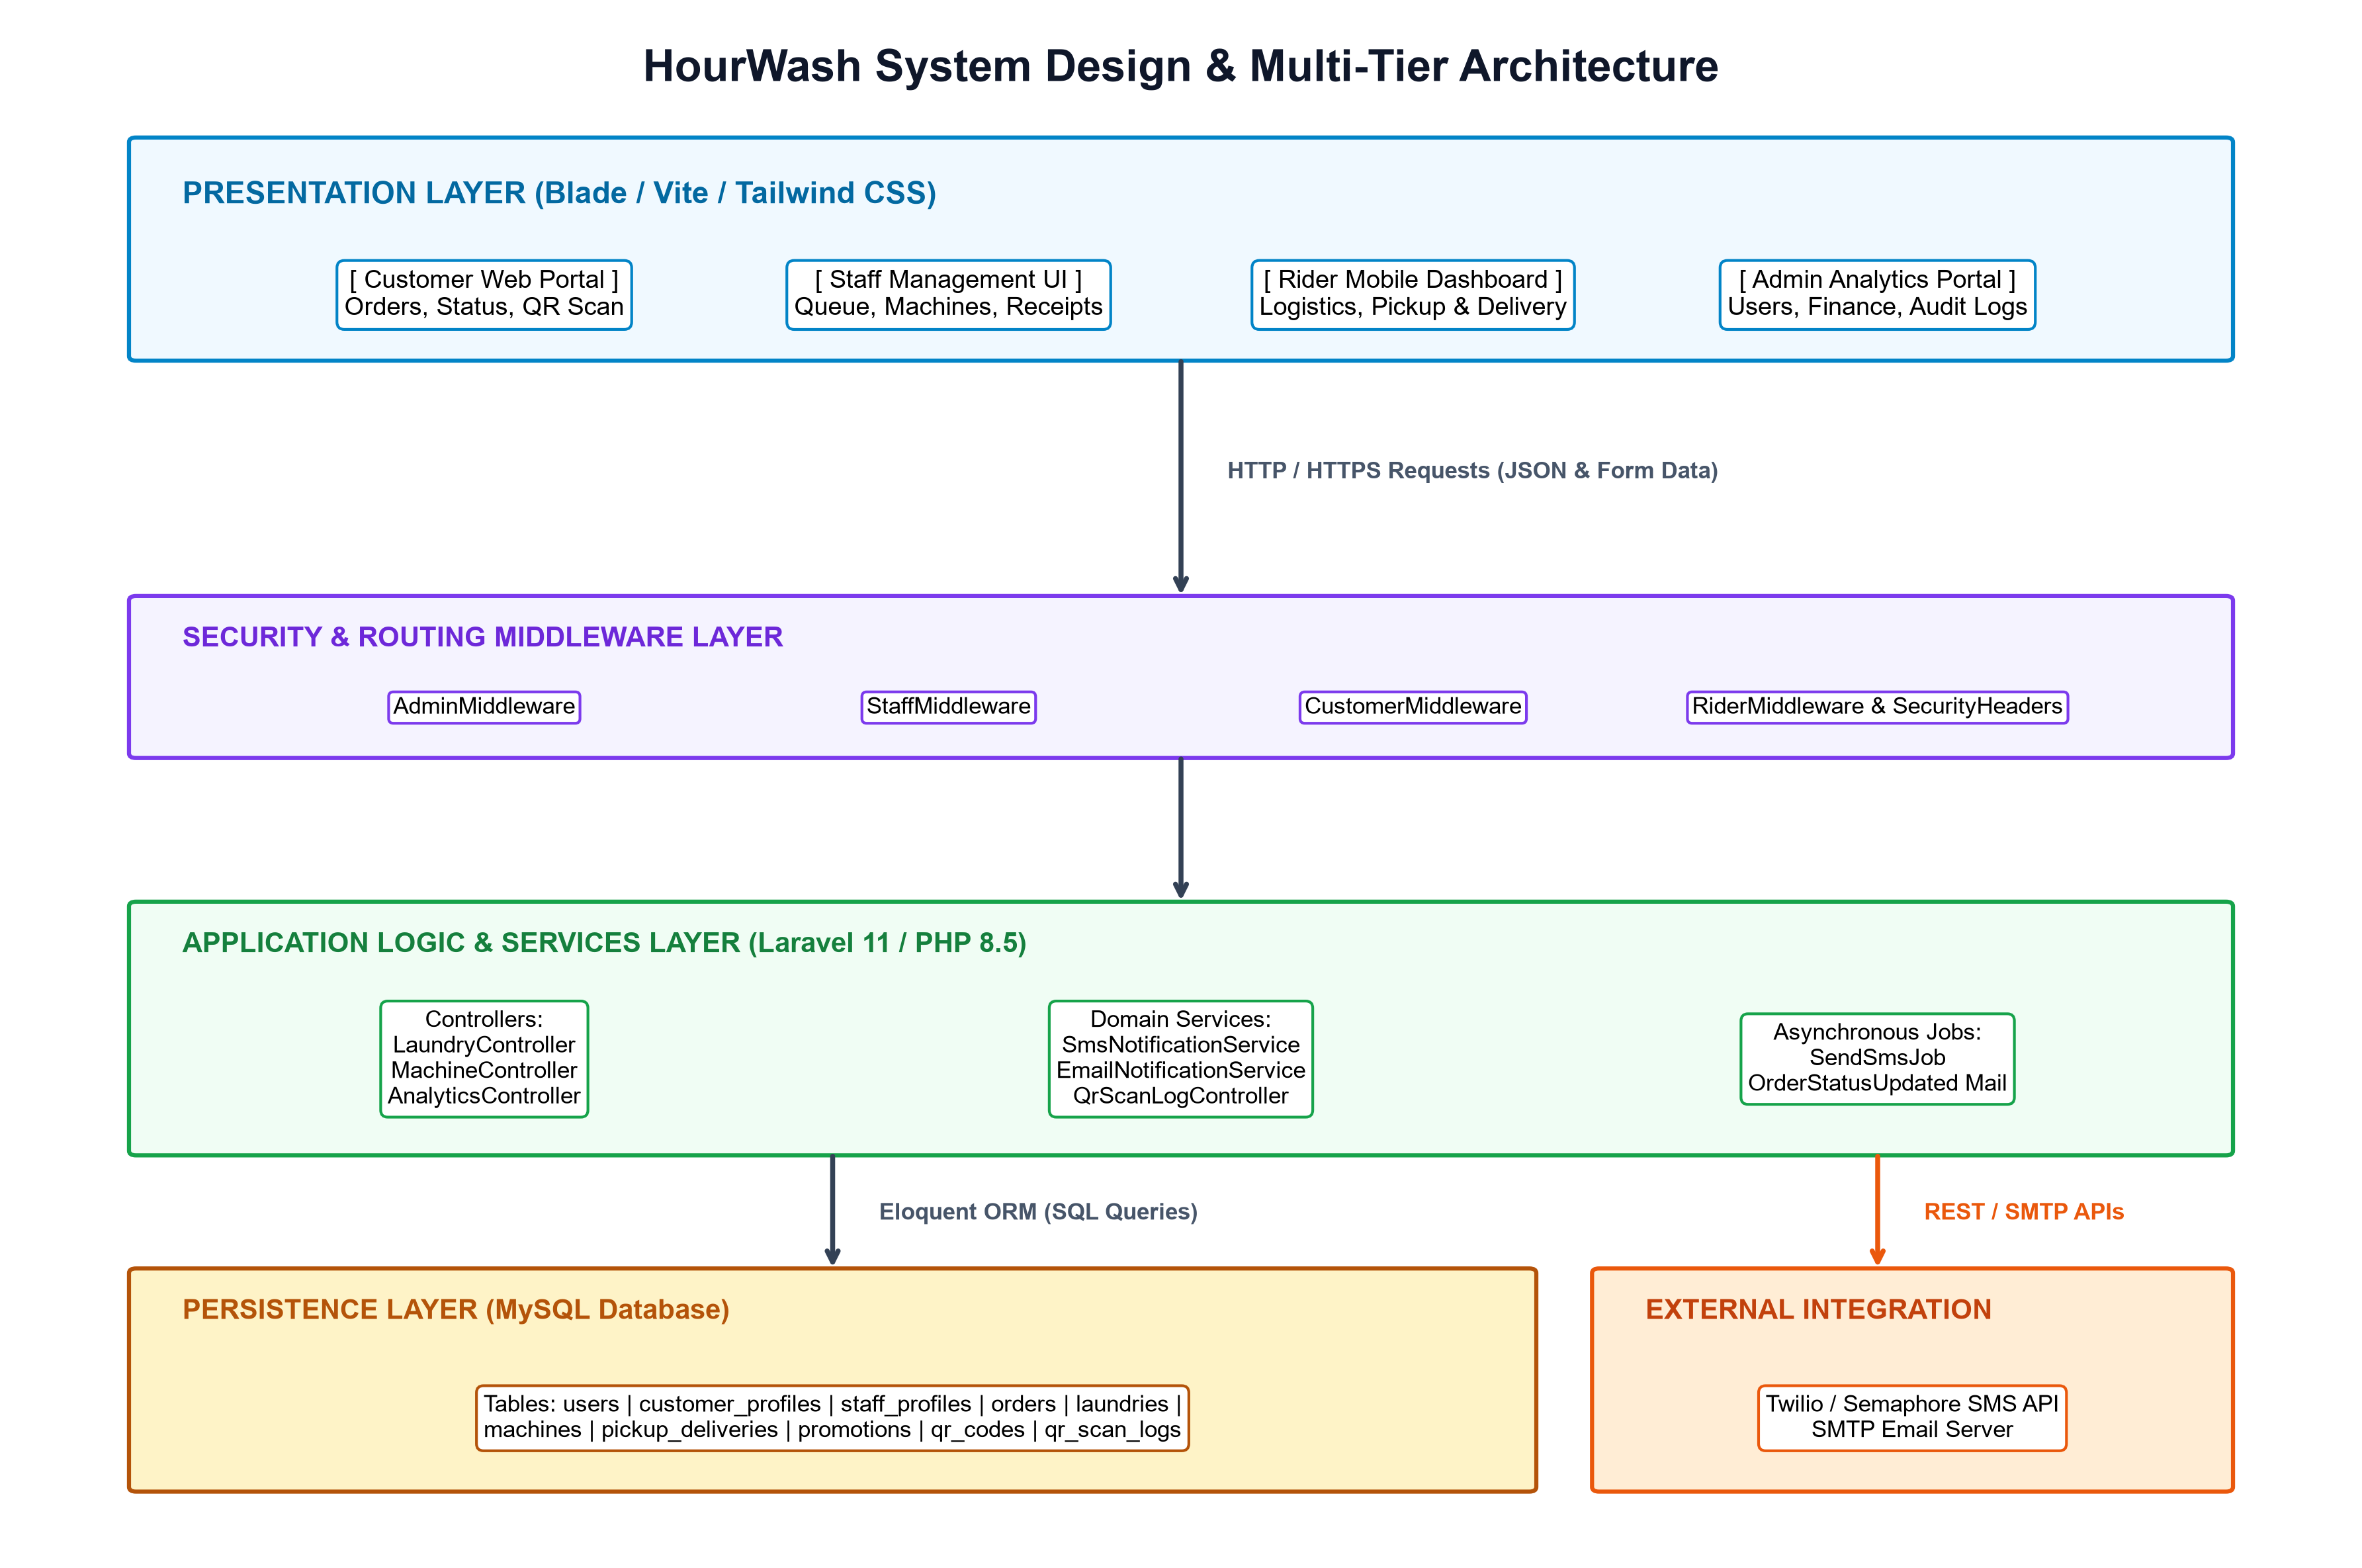 HourWash System Design & Multi-Tier Architecture
PRESENTATION LAYER (Blade / Vite / Tailwind CSS)
[ Customer Web Portal ]
Orders, Status, QR Scan
[ Staff Management UI ]
Queue, Machines, Receipts
[ Rider Mobile Dashboard ]
Logistics, Pickup & Delivery
[ Admin Analytics Portal ]
Users, Finance, Audit Logs
HTTP / HTTPS Requests (JSON & Form Data)
SECURITY & ROUTING MIDDLEWARE LAYER
AdminMiddleware
StaffMiddleware
CustomerMiddleware
RiderMiddleware & SecurityHeaders
APPLICATION LOGIC & SERVICES LAYER (Laravel 11 / PHP 8.5)
Controllers:
LaundryController
MachineController
AnalyticsController
Domain Services:
SmsNotificationService
EmailNotificationService
QrScanLogController
Asynchronous Jobs:
SendSmsJob
OrderStatusUpdated Mail
Eloquent ORM (SQL Queries)
REST / SMTP APIs
PERSISTENCE LAYER (MySQL Database)
Tables: users | customer_profiles | staff_profiles | orders | laundries |
machines | pickup_deliveries | promotions | qr_codes | qr_scan_logs
EXTERNAL INTEGRATION
Twilio / Semaphore SMS API
SMTP Email Server